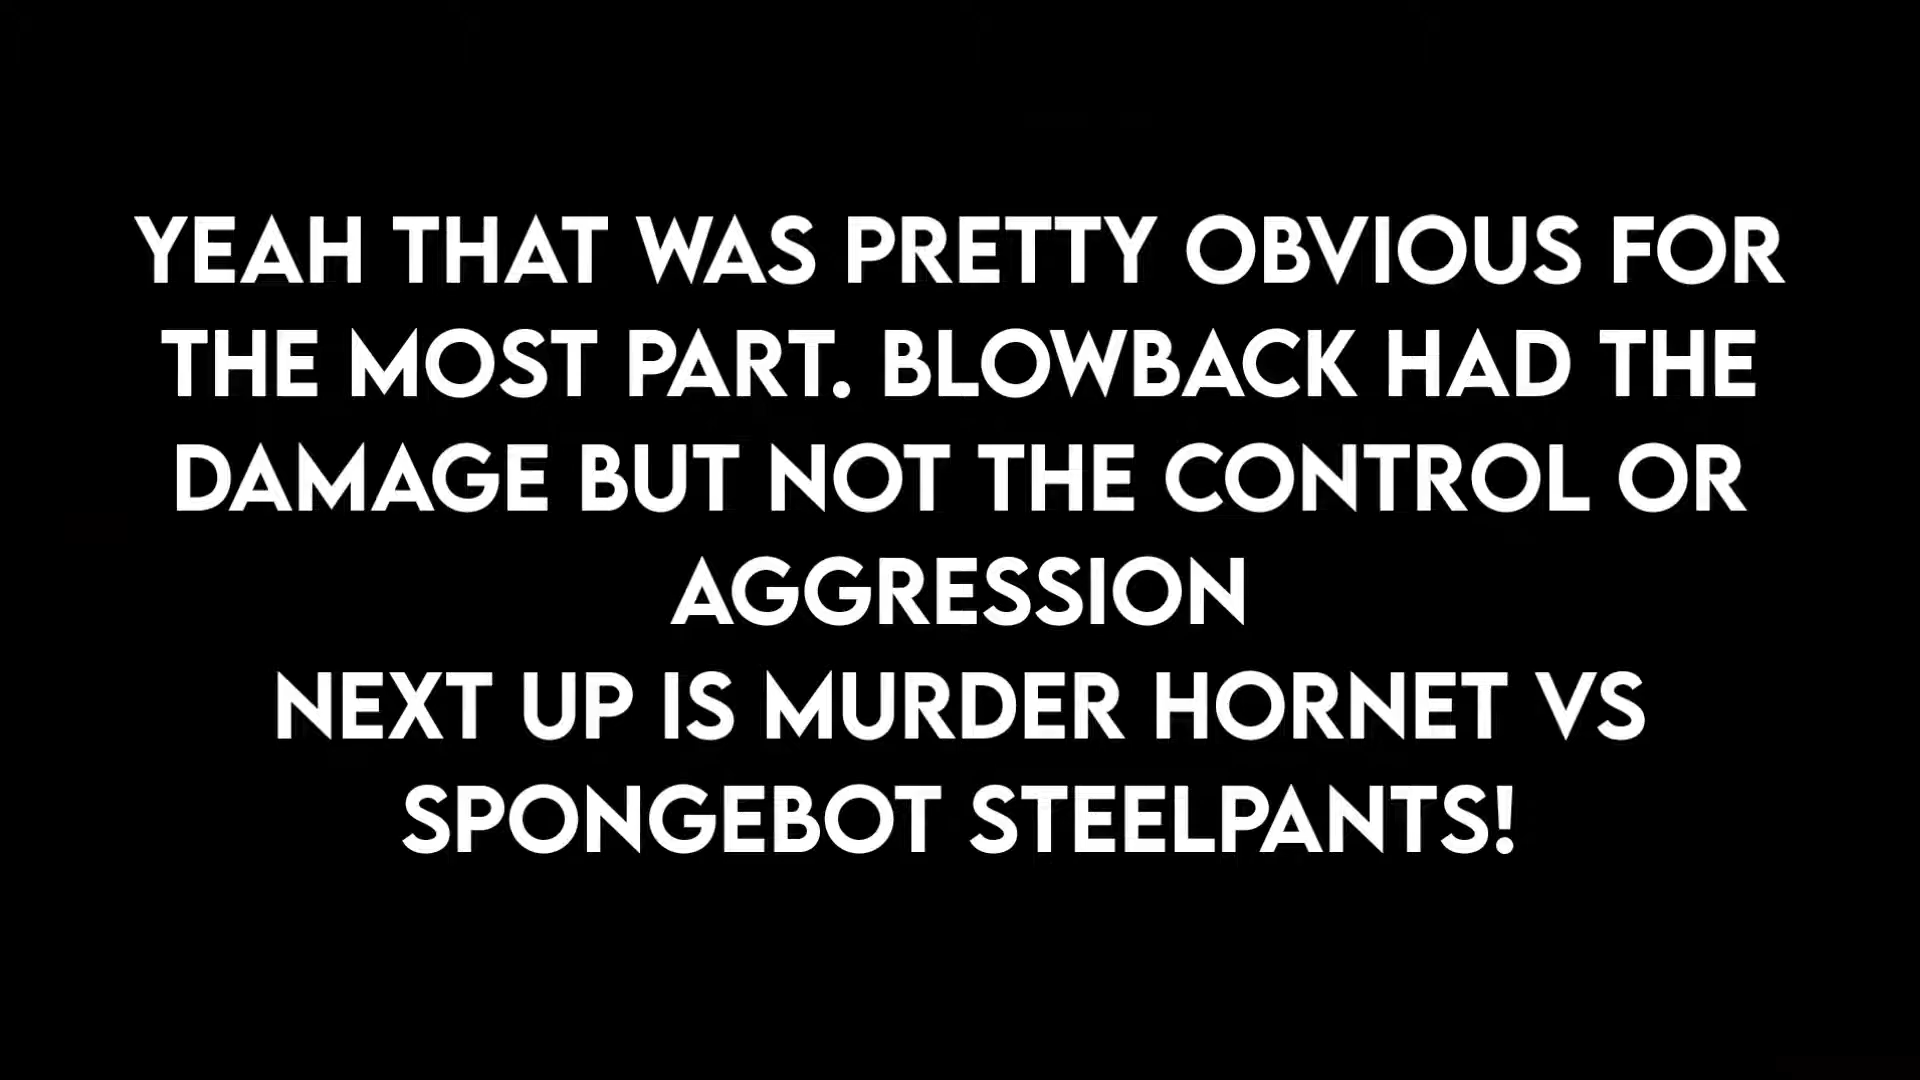 YEAH THAT WAS PRETTY OBVIOUS FOR
THE MOST PART. BLOWBACK HAD THE
DAMAGE BUT NOT THE CONTROL OR
AGGRESSION
NEXT UP IS MURDER HORNET VS
SPONGEBOT STEELPANTS!